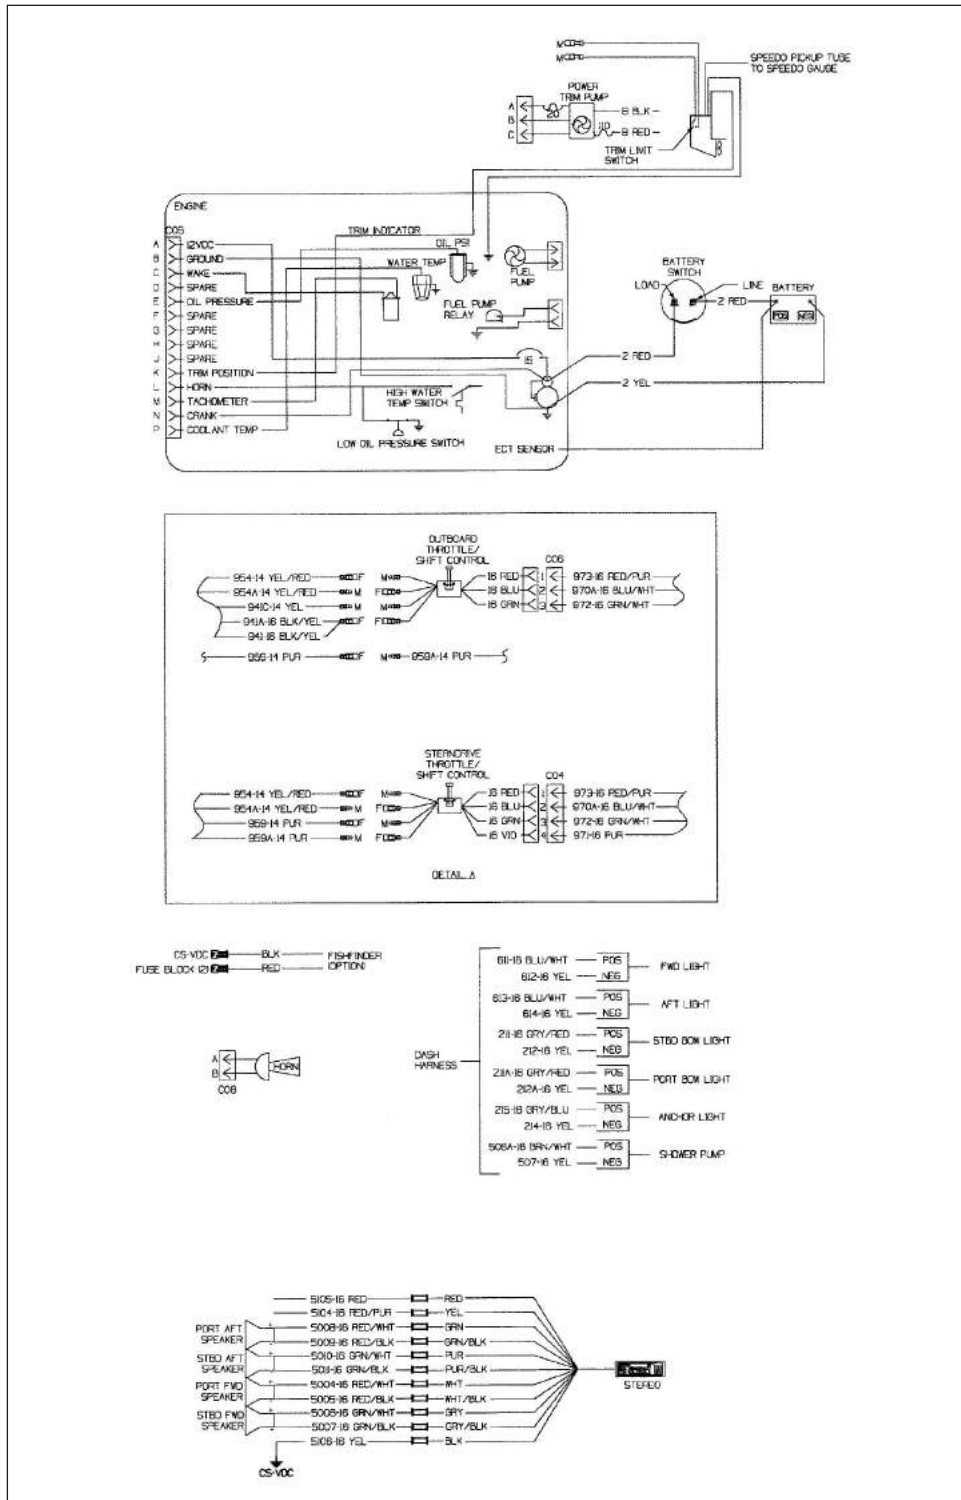 M
M
SPEEDO PICKUP TUBE
TO SPEEDO GAUGE
POWER
TRIM PUMP
A
B
C
20
110
8 BLK
8 RED
TRIM LIMIT
SWITCH
ENGINE
C05
TRIM INDICATOR
A 12VDC
B GROUND
C WAKE
D SPARE
E OIL PRESSURE
F SPARE
G SPARE
H SPARE
J SPARE
K TRIM POSITION
L HORN
M TACHOMETER
N CRANK
P COOLANT TEMP
OIL PSI
WATER TEMP
FUEL
PUMP
FUEL PUMP
RELAY
15
HIGH WATER
TEMP SWITCH
LOW OIL PRESSURE SWITCH
ECT SENSOR
BATTERY
SWITCH
LOAD
LINE
BATTERY
2 RED
POS
NEG
2 RED
2 YEL
OUTBOARD
THROTTLE/
SHIFT CONTROL
C06
954-14 YEL/RED F M 16 RED 1 973-16 RED/PUR
954A-14 YEL/RED M F 16 BLU 2 970A-16 BLU/WHT
941C-14 YEL M M 16 GRN 3 972-16 GRN/WHT
941A-16 BLK/YEL F F
941-16 BLK/YEL
959-14 PUR F M 959A-14 PUR
STERNDRIVE
THROTTLE/
SHIFT CONTROL
C04
954-14 YEL/RED F M 16 RED 1 973-16 RED/PUR
954A-14 YEL/RED M F 16 BLU 2 970A-16 BLU/WHT
959-14 PUR F M 16 GRN 3 972-16 GRN/WHT
959A-14 PUR M F 16 VIO 4 971-16 PUR
DETAIL A
CS-VDC BLK FISHFINDER
FUSE BLOCK (2) RED (OPTION)
A
B
C08
HORN
DASH
HARNESS
611-16 BLU/WHT POS
612-16 YEL NEG
FWD LIGHT
613-16 BLU/WHT POS
614-16 YEL NEG
AFT LIGHT
211-16 GRY/RED POS
212-16 YEL NEG
STBD BOW LIGHT
211A-16 GRY/RED POS
212A-16 YEL NEG
PORT BOW LIGHT
215-16 GRY/BLU POS
214-16 YEL NEG
ANCHOR LIGHT
506A-16 BRN/WHT POS
507-16 YEL NEG
SHOWER PUMP
5105-16 RED RED
5104-16 RED/PUR YEL
PORT AFT
SPEAKER
5008-16 RED/WHT GRN
5009-16 RED/BLK GRN/BLK
STBD AFT
SPEAKER
5010-16 GRN/WHT PUR
5011-16 GRN/BLK PUR/BLK
PORT FWD
SPEAKER
5004-16 RED/WHT WHT
5005-16 RED/BLK WHT/BLK
STBD FWD
SPEAKER
5006-16 GRN/WHT GRY
5007-16 GRN/BLK GRY/BLK
5106-16 YEL BLK
CS-VDC
STEREO